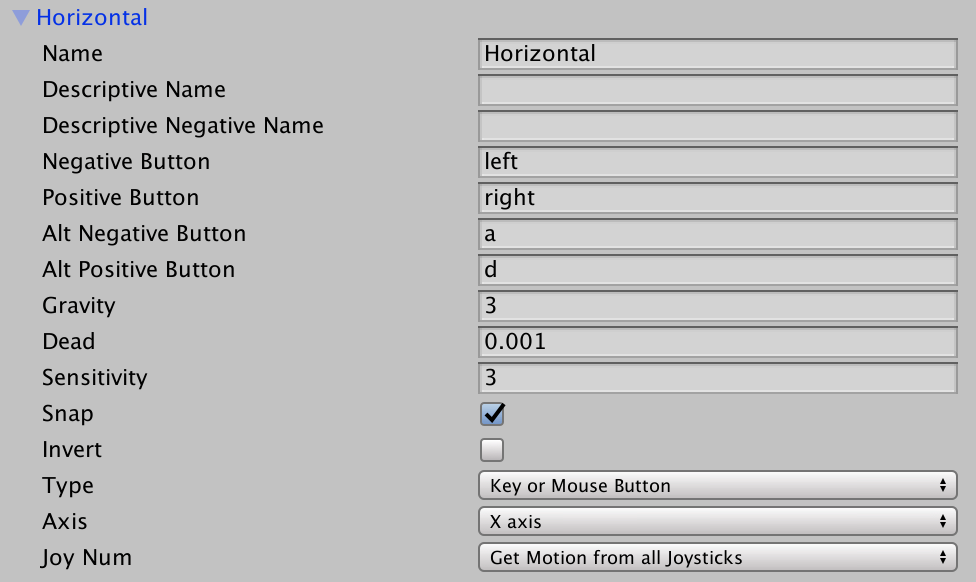 Horizontal
Name Horizontal
Descriptive Name
Descriptive Negative Name
Negative Button left
Positive Button right
Alt Negative Button a
Alt Positive Button d
Gravity 3
Dead 0.001
Sensitivity 3
Snap
Invert
Type Key or Mouse Button
Axis X axis
Joy Num Get Motion from all Joysticks